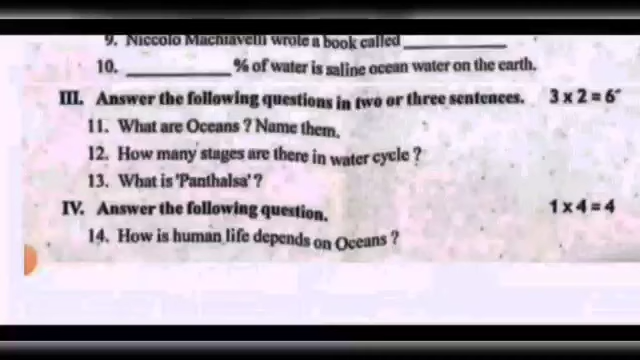 9. Niccolo Machiavelli wrote a book called ____________
10. ____________ % of water is saline ocean water on the earth.
III. Answer the following questions in two or three sentences. 3 x 2 = 6
11. What are Oceans ? Name them.
12. How many stages are there in water cycle ?
13. What is 'Panthalsa' ?
IV. Answer the following question. 1 x 4 = 4
14. How is human life depends on Oceans ?